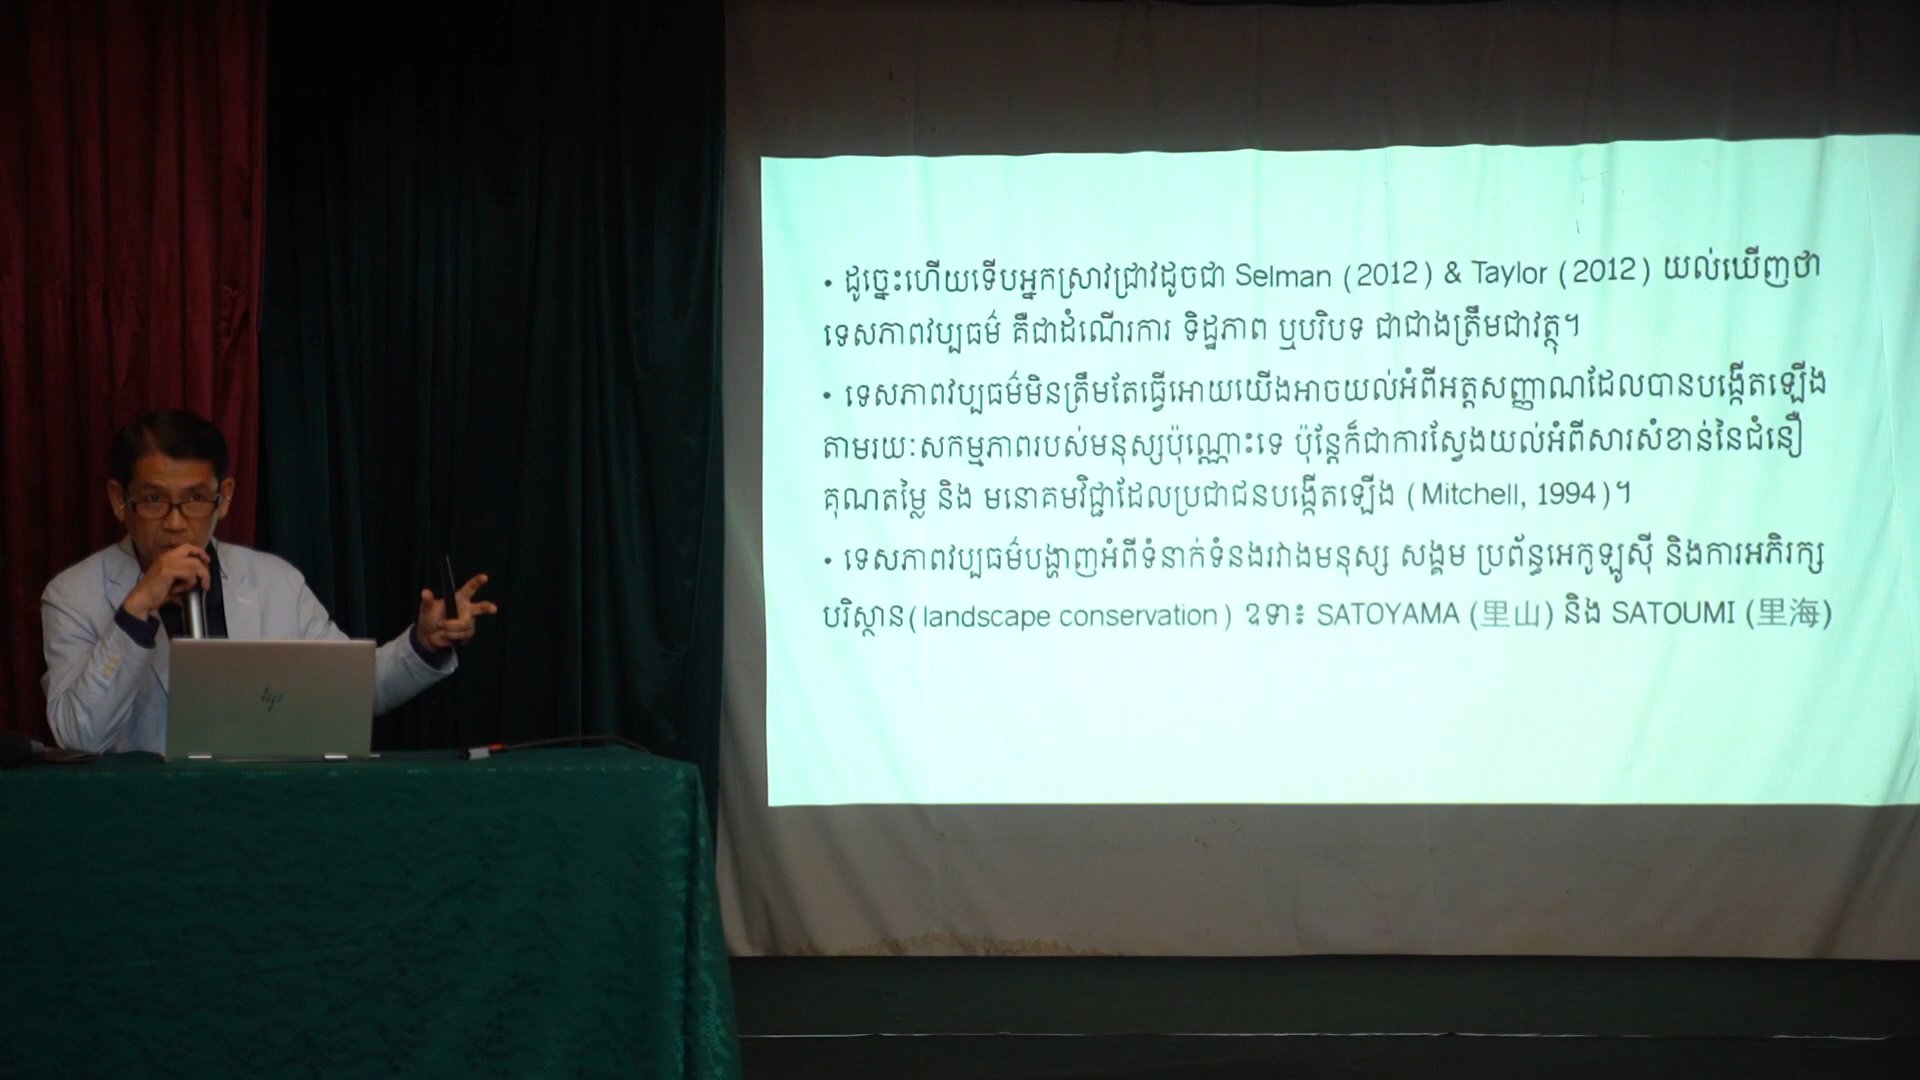 • ដូច្នេះហើយទើបអ្នកស្រាវជ្រាវដូចជា Selman (2012) & Taylor (2012) យល់ឃើញថា
ទេសភាពវប្បធម៌ គឺជាដំណើរការ ទិដ្ឋភាព ឬបរិបទ ជាជាងត្រឹមជាវត្ថុ។
• ទេសភាពវប្បធម៌មិនត្រឹមតែធ្វើអោយយើងអាចយល់អំពីអត្តសញ្ញាណដែលបានបង្កើតឡើង
តាមរយៈសកម្មភាពរបស់មនុស្សប៉ុណ្ណោះទេ ប៉ុន្តែក៏ជាការស្វែងយល់អំពីសារសំខាន់នៃជំនឿ
គុណតម្លៃ និង មនោគមវិជ្ជាដែលប្រជាជនបង្កើតឡើង (Mitchell, 1994)។
• ទេសភាពវប្បធម៌បង្ហាញអំពីទំនាក់ទំនងរវាងមនុស្ស សង្គម ប្រព័ន្ធអេកូឡូស៊ី និងការអភិរក្ស
បរិស្ថាន(landscape conservation) ឧទា៖ SATOYAMA (里山) និង SATOUMI (里海)
hp